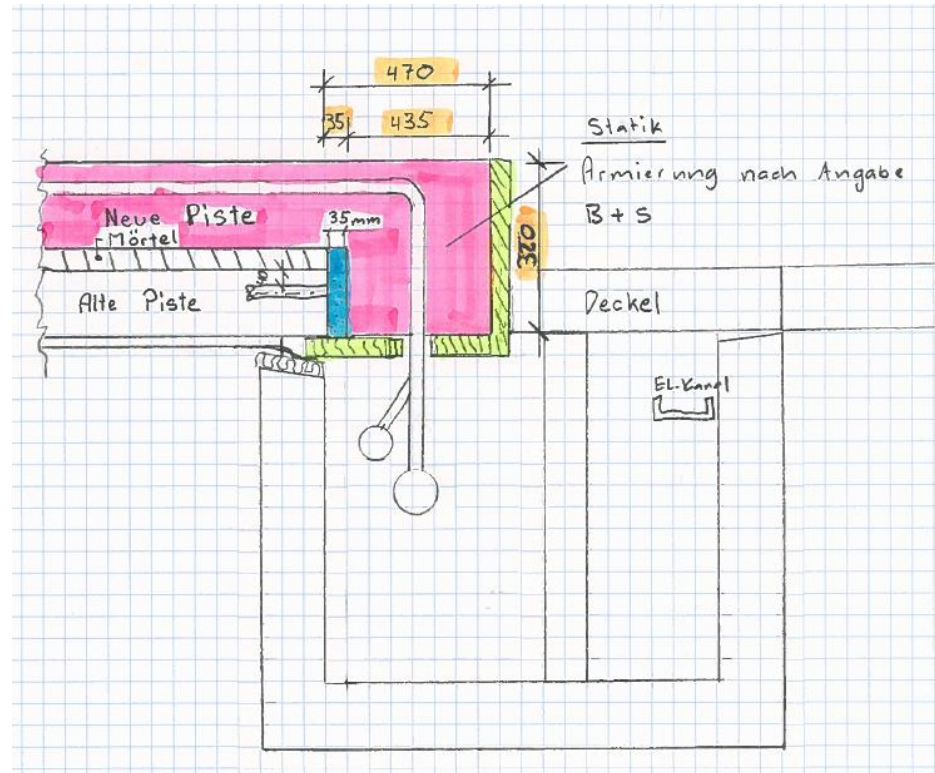 470
35
435
Statik
Armierung nach Angabe
B + S
Neue Piste
35mm
Mörtel
320
Alte Piste
Deckel
EL-Kanal